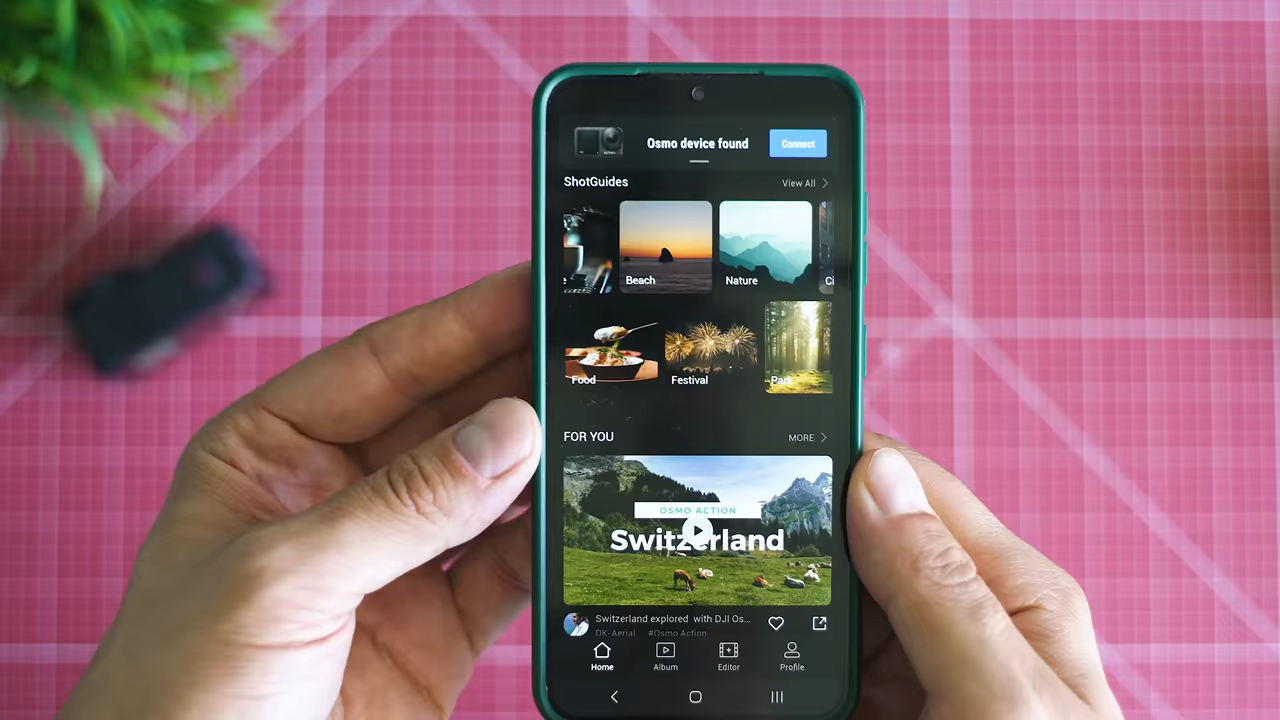 Osmo device found
Connect
ShotGuides
View All
e
Beach
Nature
Ci
Food
Festival
Park
FOR YOU
MORE
OSMO ACTION
Switzerland
Switzerland explored with DJI Os...
DK-Aerial #Osmo Action
Home
Album
Editor
Profile